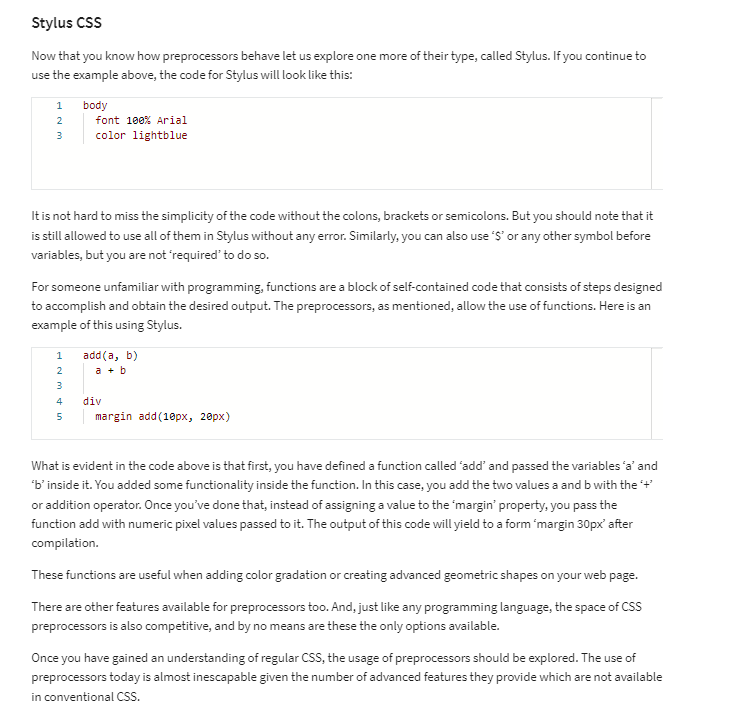 Stylus CSS
Now that you know how preprocessors behave let us explore one more of their type, called Stylus. If you continue to
use the example above, the code for Stylus will look like this:
1 body
2 font 100% Arial
3 color lightblue
It is not hard to miss the simplicity of the code without the colons, brackets or semicolons. But you should note that it
is still allowed to use all of them in Stylus without any error. Similarly, you can also use ‘$’ or any other symbol before
variables, but you are not ‘required’ to do so.
For someone unfamiliar with programming, functions are a block of self-contained code that consists of steps designed
to accomplish and obtain the desired output. The preprocessors, as mentioned, allow the use of functions. Here is an
example of this using Stylus.
1 add(a, b)
2 a + b
3
4 div
5 margin add(10px, 20px)
What is evident in the code above is that first, you have defined a function called ‘add’ and passed the variables ‘a’ and
‘b’ inside it. You added some functionality inside the function. In this case, you add the two values a and b with the ‘+’
or addition operator. Once you’ve done that, instead of assigning a value to the ‘margin’ property, you pass the
function add with numeric pixel values passed to it. The output of this code will yield to a form ‘margin 30px’ after
compilation.
These functions are useful when adding color gradation or creating advanced geometric shapes on your web page.
There are other features available for preprocessors too. And, just like any programming language, the space of CSS
preprocessors is also competitive, and by no means are these the only options available.
Once you have gained an understanding of regular CSS, the usage of preprocessors should be explored. The use of
preprocessors today is almost inescapable given the number of advanced features they provide which are not available
in conventional CSS.